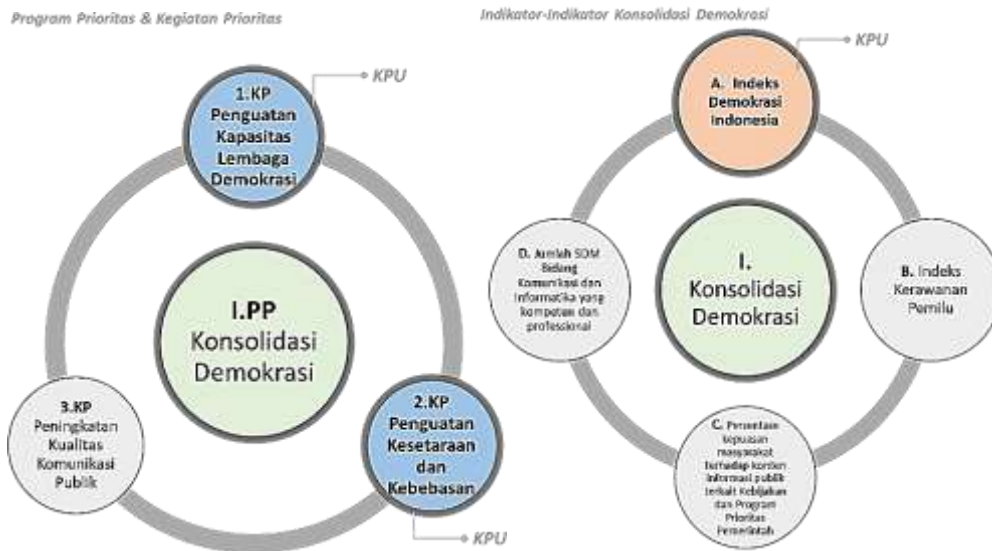 Program Prioritas & Kegiatan Prioritas
KPU
1.KP
Penguatan
Kapasitas
Lembaga
Demokrasi
I.PP
Konsolidasi
Demokrasi
3.KP
Peningkatan
Kualitas
Komunikasi
Publik
2.KP
Penguatan
Kesetaraan
dan
Kebebasan
KPU
Indikator-Indikator Konsolidasi Demokrasi
KPU
A. Indeks
Demokrasi
Indonesia
D. Jumlah SDM
Bidang
Komunikasi dan
Informatika yang
kompeten dan
professional
I.
Konsolidasi
Demokrasi
B. Indeks
Kerawanan
Pemilu
C. Persentase
kepuasan
masyarakat
terhadap
informasi publik
terkait Kebijakan
dan Program
Prioritas
Pemerintah